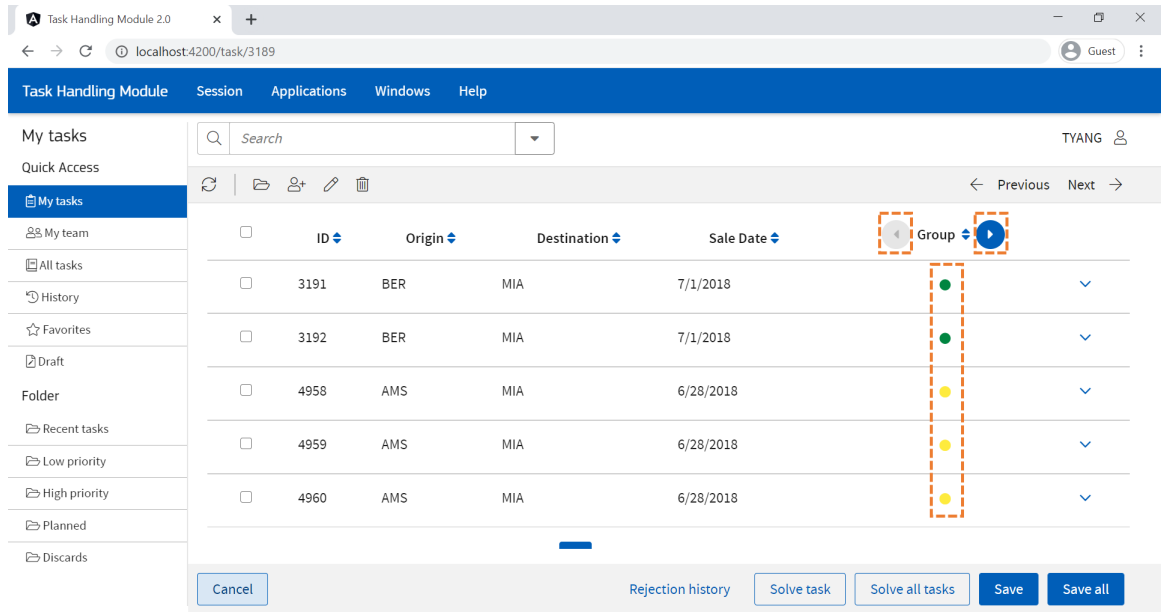 Task Handling Module 2.0
localhost:4200/task/3189
Guest
Task Handling Module Session Applications Windows Help
My tasks
Search
TYANG
Quick Access
Previous Next
My tasks
My team
All tasks
History
Favorites
Draft
Folder
Recent tasks
Low priority
High priority
Planned
Discards
ID Origin Destination Sale Date Group
3191 BER MIA 7/1/2018
3192 BER MIA 7/1/2018
4958 AMS MIA 6/28/2018
4959 AMS MIA 6/28/2018
4960 AMS MIA 6/28/2018
Cancel Rejection history Solve task Solve all tasks Save Save all